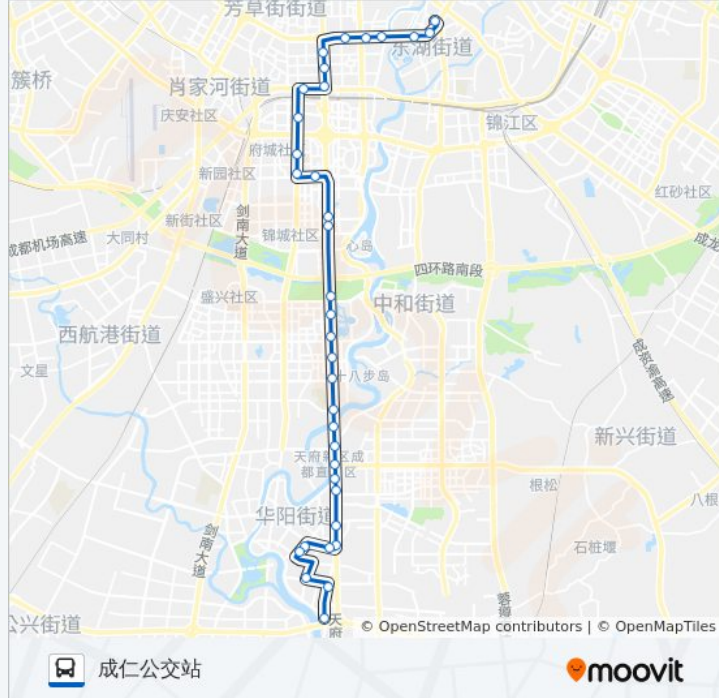 芳草街街道
东湖街道
簇桥
肖家河街道
庆安社区
锦江区
府城社
新园社区
红砂社区
剑南大道
新街社区
锦城社区
大同村
成都机场高速
心岛
成龙
四环路南段
盛兴社区
中和街道
西航港街道
成资渝高速
文星
十八步岛
新兴街道
天府新区成
都直 区
根松
八根
华阳街道
剑南大道
石桩堰
公兴街道
天府
© OpenStreetMap contributors | © OpenMapTiles
成仁公交站
moovit